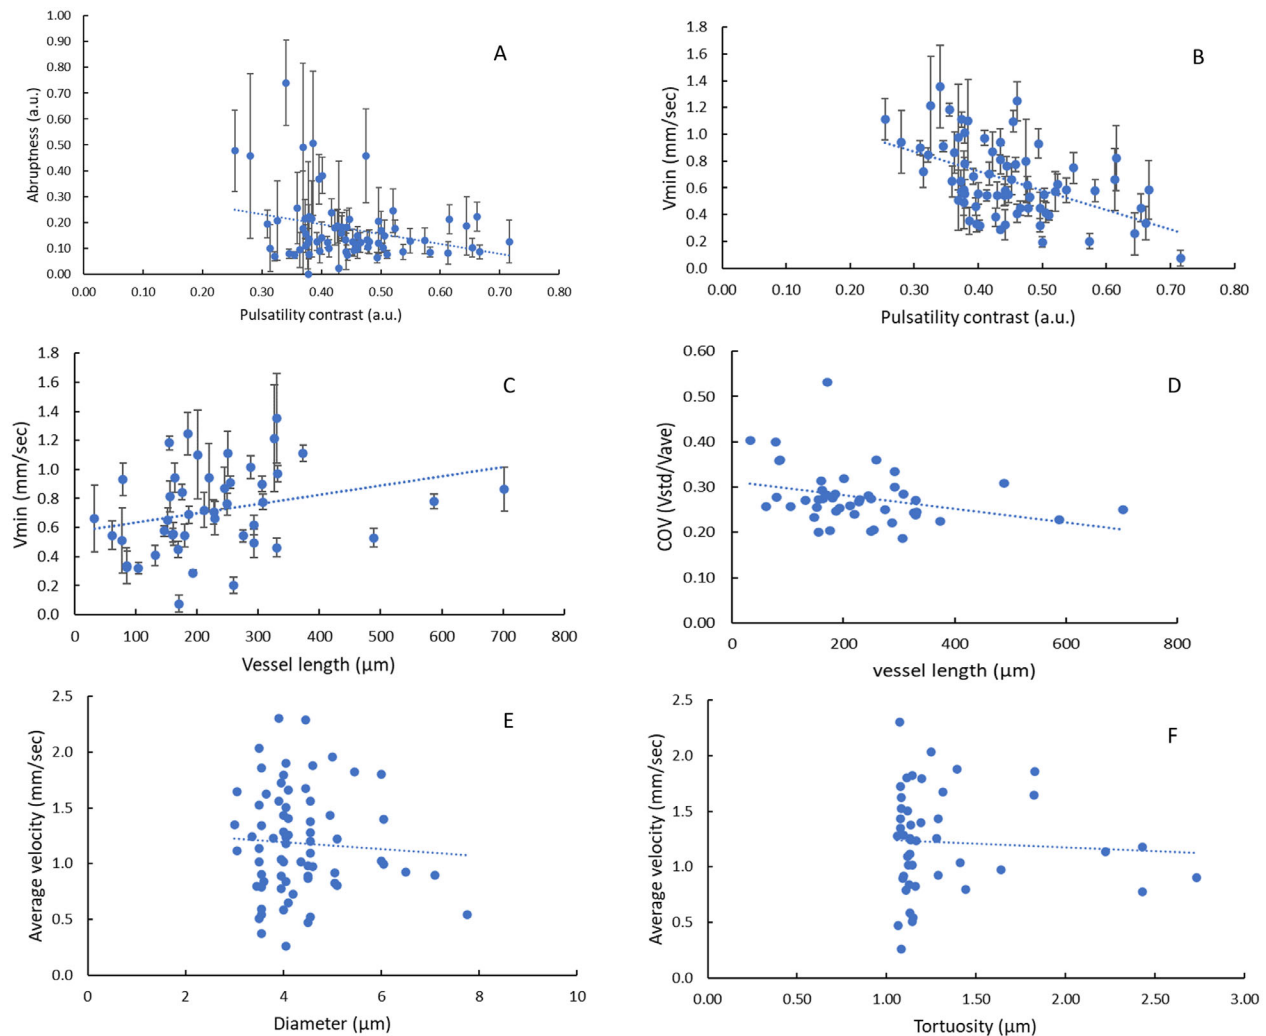 A
Abruptness (a.u.)
1.00
0.90
0.80
0.70
0.60
0.50
0.40
0.30
0.20
0.10
0.00
0.00 0.10 0.20 0.30 0.40 0.50 0.60 0.70 0.80
Pulsatility contrast (a.u.)
B
Vmin (mm/sec)
1.8
1.6
1.4
1.2
1.0
0.8
0.6
0.4
0.2
0.0
0.00 0.10 0.20 0.30 0.40 0.50 0.60 0.70 0.80
Pulsatility contrast (a.u.)
C
Vmin (mm/sec)
1.8
1.6
1.4
1.2
1.0
0.8
0.6
0.4
0.2
0.0
0 100 200 300 400 500 600 700 800
Vessel length (μm)
D
COV (Vstd/Vave)
0.60
0.50
0.40
0.30
0.20
0.10
0.00
0 200 400 600 800
vessel length (μm)
E
Average velocity (mm/sec)
2.5
2.0
1.5
1.0
0.5
0.0
0 2 4 6 8 10
Diameter (μm)
F
Average velocity (mm/sec)
2.5
2.0
1.5
1.0
0.5
0.0
0.00 0.50 1.00 1.50 2.00 2.50 3.00
Tortuosity (μm)